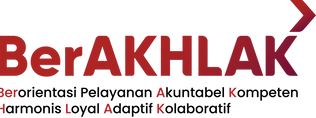 BerAKHLAK
Berorientasi Pelayanan Akuntabel Kompeten
Harmonis Loyal Adaptif Kolaboratif